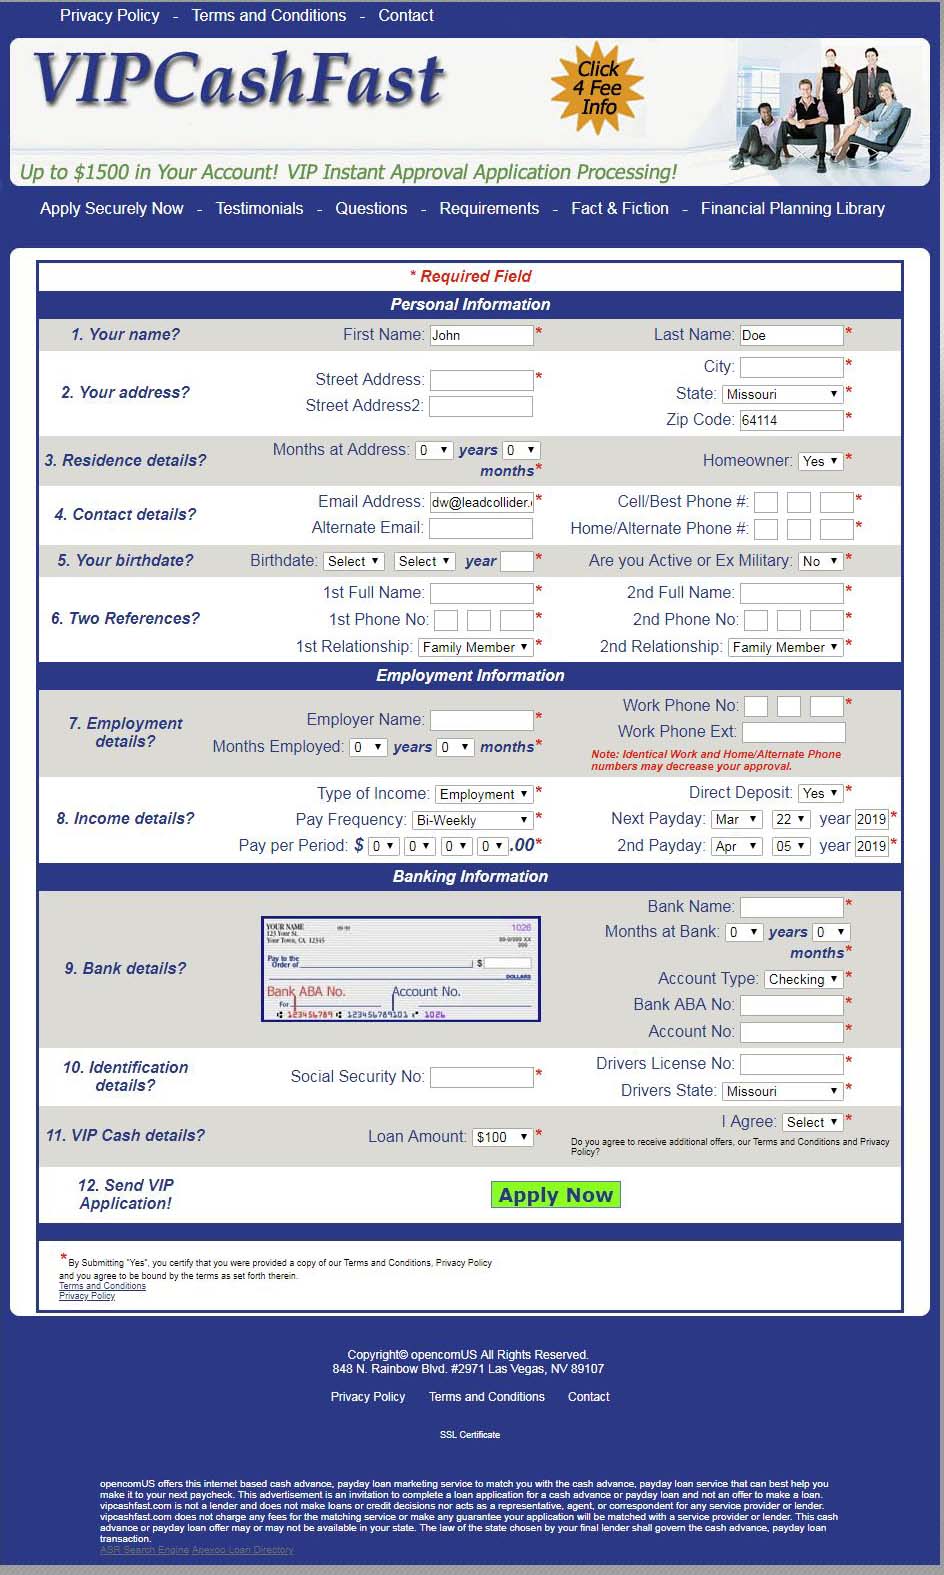 Privacy Policy - Terms and Conditions - Contact
VIPCashFast
Click
4 Fee
Info
Up to $1500 in Your Account! VIP Instant Approval Application Processing!
Apply Securely Now - Testimonials - Questions - Requirements - Fact & Fiction - Financial Planning Library
* Required Field
Personal Information
1. Your name? First Name: John * Last Name: Doe *
2. Your address?
Street Address: *
Street Address2:
City: *
State: Missouri *
Zip Code: 64114 *
3. Residence details? Months at Address: 0 years 0
months*
Homeowner: Yes *
4. Contact details?
Email Address: dw@leadcollider. *
Alternate Email:
Cell/Best Phone #: *
Home/Alternate Phone #: *
5. Your birthdate? Birthdate: Select Select year * Are you Active or Ex Military: No *
6. Two References?
1st Full Name: *
1st Phone No: *
1st Relationship: Family Member *
2nd Full Name: *
2nd Phone No: *
2nd Relationship: Family Member *
Employment Information
7. Employment
details?
Employer Name: *
Months Employed: 0 years 0 months*
Work Phone No: *
Work Phone Ext:
Note: Identical Work and Home/Alternate Phone
numbers may decrease your approval.
8. Income details?
Type of Income: Employment *
Pay Frequency: Bi-Weekly *
Pay per Period: $ 0 0 0 0 .00*
Direct Deposit: Yes *
Next Payday: Mar 22 year 2019 *
2nd Payday: Apr 05 year 2019 *
Banking Information
9. Bank details?
YOUR NAME
123 Your St.
Your Town, CA 12345
1026
Pay to the
Order of $
DOLLARS
Bank ABA No. Account No.
For
123456789 123456789101 1026
Bank Name: *
Months at Bank: 0 years 0
months*
Account Type: Checking *
Bank ABA No: *
Account No: *
10. Identification
details?
Social Security No: *
Drivers License No: *
Drivers State: Missouri *
11. VIP Cash details? Loan Amount: $100 *
I Agree: Select *
Do you agree to receive additional offers, our Terms and Conditions and Privacy
Policy?
12. Send VIP
Application!
Apply Now
*By Submitting "Yes", you certify that you were provided a copy of our Terms and Conditions, Privacy Policy
and you agree to be bound by the terms as set forth therein.
Terms and Conditions
Privacy Policy
Copyright© opencomUS All Rights Reserved.
848 N. Rainbow Blvd. #2971 Las Vegas, NV 89107
Privacy Policy Terms and Conditions Contact
SSL Certificate
opencomUS offers this internet based cash advance, payday loan marketing service to match you with the cash advance, payday loan service that can best help you
make it to your next paycheck. This advertisement is an invitation to complete a loan application for a cash advance or payday loan and not an offer to make a loan.
vipcashfast.com is not a lender and does not make loans or credit decisions nor acts as a representative, agent, or correspondent for any service provider or lender.
vipcashfast.com does not charge any fees for the matching service or make any guarantee your application will be matched with a service provider or lender. This cash
advance or payday loan offer may or may not be available in your state. The law of the state chosen by your final lender shall govern the cash advance, payday loan
transaction.
ASR Search Engine Apexoo Loan Directory